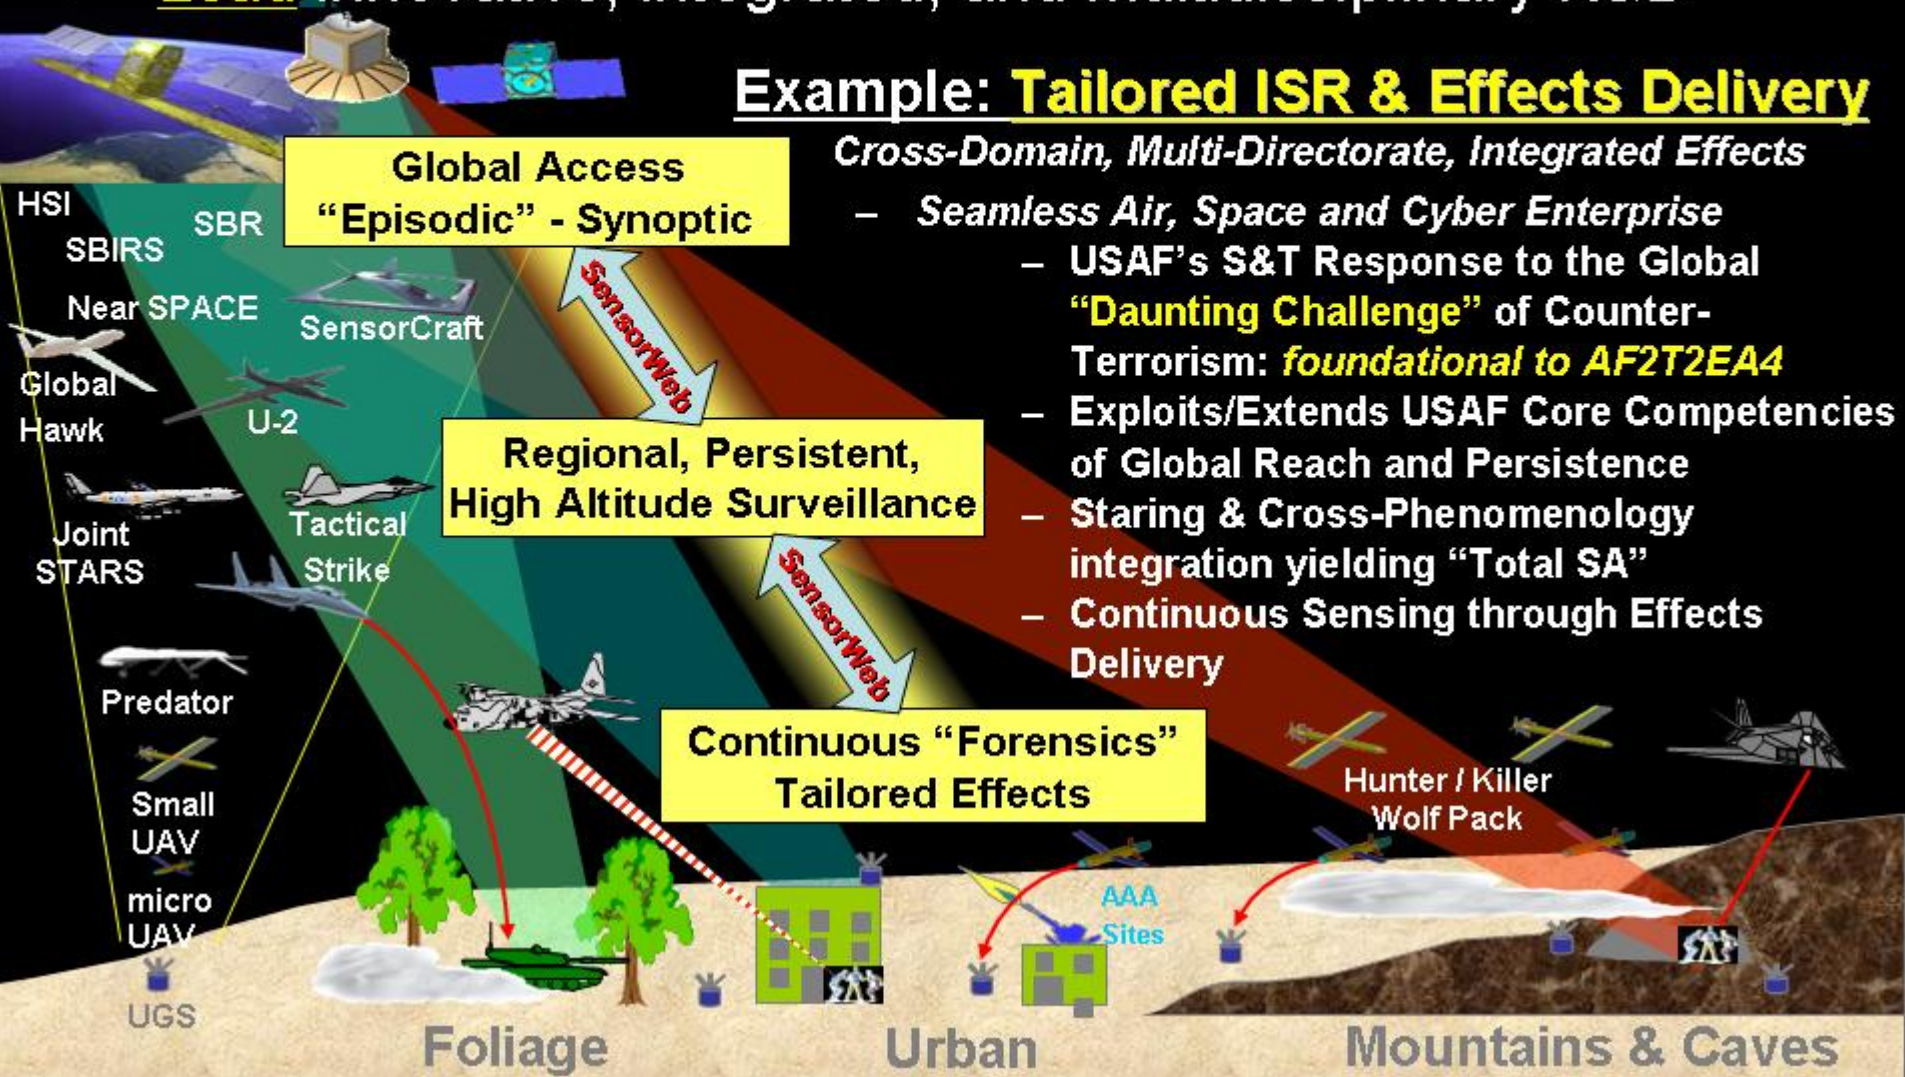 Example: Tailored ISR & Effects Delivery
Cross-Domain, Multi-Directorate, Integrated Effects
– Seamless Air, Space and Cyber Enterprise
– USAF’s S&T Response to the Global
“Daunting Challenge” of Counter-
Terrorism: foundational to AF2T2EA4
– Exploits/Extends USAF Core Competencies
of Global Reach and Persistence
– Staring & Cross-Phenomenology
integration yielding “Total SA”
– Continuous Sensing through Effects
Delivery
Global Access
“Episodic” - Synoptic
SensorWeb
Regional, Persistent,
High Altitude Surveillance
SensorWeb
Continuous “Forensics”
Tailored Effects
HSI
SBR
SBIRS
Near SPACE
SensorCraft
Global
Hawk
U-2
Joint
STARS
Tactical
Strike
Predator
Small
UAV
micro
UAV
UGS
Hunter / Killer
Wolf Pack
AAA
Sites
Foliage
Urban
Mountains & Caves